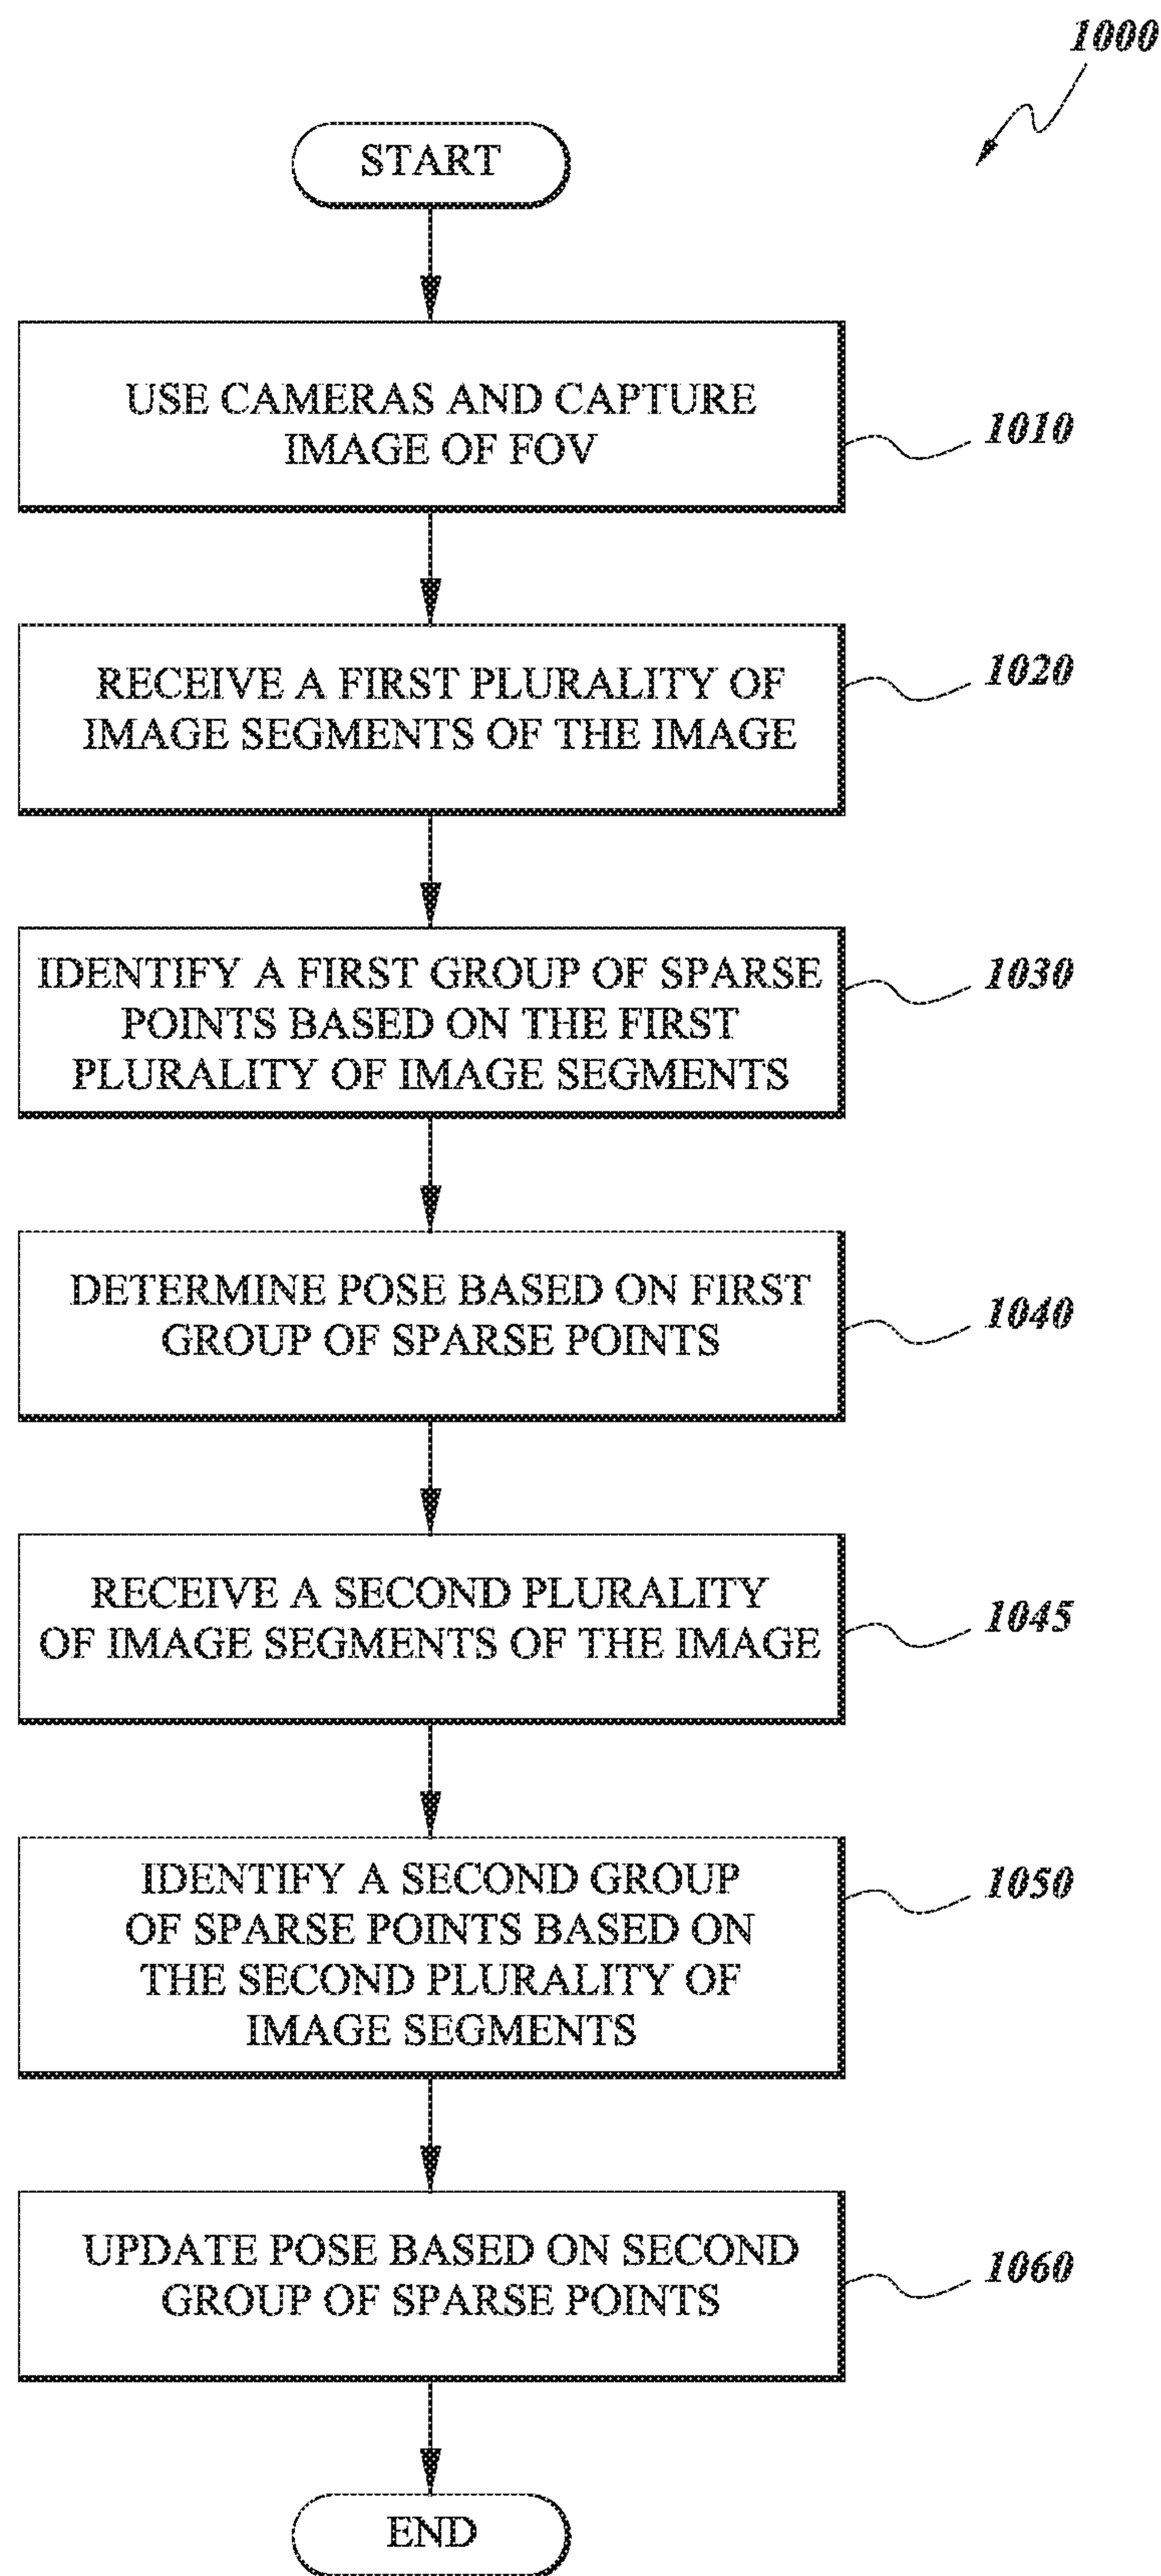 1000
START
USE CAMERAS AND CAPTURE
IMAGE OF FOV
1010
RECEIVE A FIRST PLURALITY OF
IMAGE SEGMENTS OF THE IMAGE
1020
IDENTIFY A FIRST GROUP OF SPARSE
POINTS BASED ON THE FIRST
PLURALITY OF IMAGE SEGMENTS
1030
DETERMINE POSE BASED ON FIRST
GROUP OF SPARSE POINTS
1040
RECEIVE A SECOND PLURALITY
OF IMAGE SEGMENTS OF THE IMAGE
1045
IDENTIFY A SECOND GROUP
OF SPARSE POINTS BASED ON
THE SECOND PLURALITY OF
IMAGE SEGMENTS
1050
UPDATE POSE BASED ON SECOND
GROUP OF SPARSE POINTS
1060
END